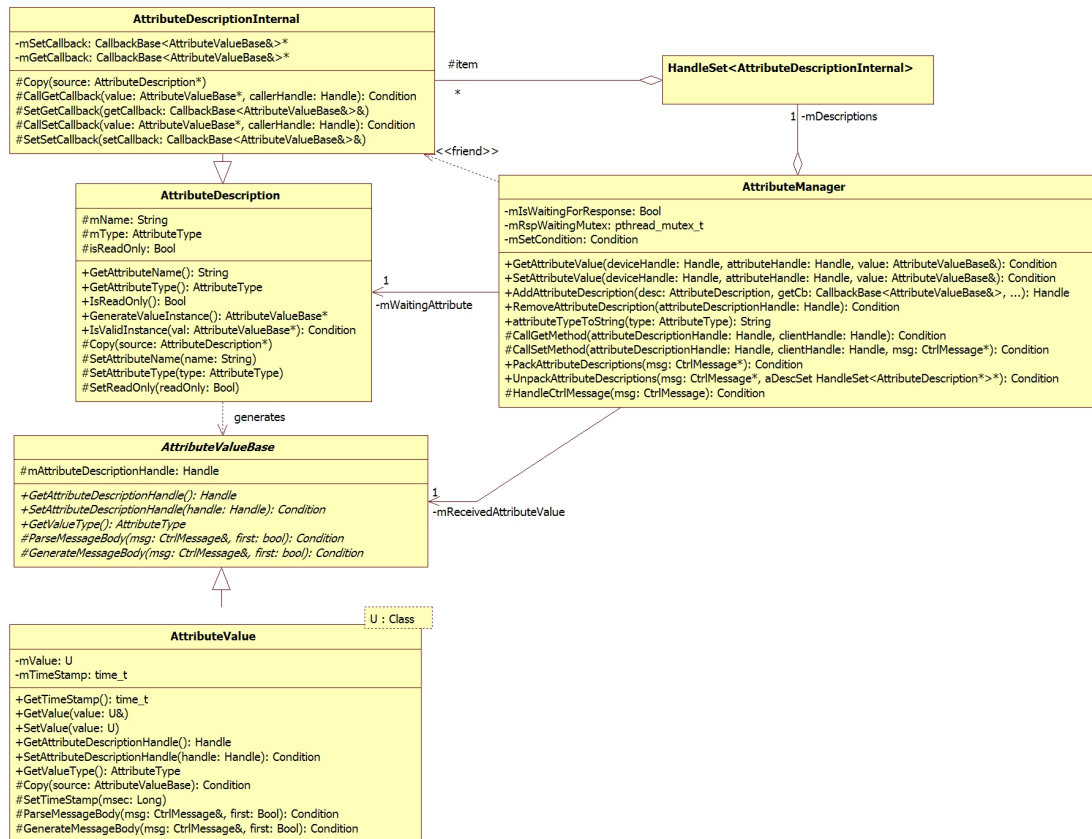 AttributeDescriptionInternal
-mSetCallback: CallbackBase<AttributeValueBase&>*
-mGetCallback: CallbackBase<AttributeValueBase&>*
#Copy(source: AttributeDescription*)
#CallGetCallback(value: AttributeValueBase*, callerHandle: Handle): Condition
#SetGetCallback(getCallback: CallbackBase<AttributeValueBase&>&)
#CallSetCallback(value: AttributeValueBase*, callerHandle: Handle): Condition
#SetSetCallback(setCallback: CallbackBase<AttributeValueBase&>&)
#item
*
HandleSet<AttributeDescriptionInternal>
1
-mDescriptions
<<friend>>
AttributeDescription
#mName: String
#mType: AttributeType
#isReadOnly: Bool
+GetAttributeName(): String
+GetAttributeType(): AttributeType
+IsReadOnly(): Bool
+GenerateValueInstance(): AttributeValueBase*
+IsValidInstance(val: AttributeValueBase*): Condition
#Copy(source: AttributeDescription*)
#SetAttributeName(name: String)
#SetAttributeType(type: AttributeType)
#SetReadOnly(readOnly: Bool)
1
-mWaitingAttribute
AttributeManager
-mIsWaitingForResponse: Bool
-mRspWaitingMutex: pthread_mutex_t
-mSetCondition: Condition
+GetAttributeValue(deviceHandle: Handle, attributeHandle: Handle, value: AttributeValueBase&): Condition
+SetAttributeValue(deviceHandle: Handle, attributeHandle: Handle, value: AttributeValueBase&): Condition
+AddAttributeDescription(desc: AttributeDescription, getCb: CallbackBase<AttributeValueBase&>, ...): Handle
+RemoveAttributeDescription(attributeDescriptionHandle: Handle): Condition
+attributeTypeToString(type: AttributeType): String
#CallGetMethod(attributeDescriptionHandle: Handle, clientHandle: Handle): Condition
#CallSetMethod(attributeDescriptionHandle: Handle, clientHandle: Handle, msg: CtrlMessage*): Condition
+PackAttributeDescriptions(msg: CtrlMessage*): Condition
+UnpackAttributeDescriptions(msg: CtrlMessage*, aDescSet HandleSet<AttributeDescription*>*): Condition
#HandleCtrlMessage(msg: CtrlMessage): Condition
generates
AttributeValueBase
#mAttributeDescriptionHandle: Handle
+GetAttributeDescriptionHandle(): Handle
+SetAttributeDescriptionHandle(handle: Handle): Condition
+GetValueType(): AttributeType
#ParseMessageBody(msg: CtrlMessage&, first: bool): Condition
#GenerateMessageBody(msg: CtrlMessage&, first: bool): Condition
1
-mReceivedAttributeValue
U : Class
AttributeValue
-mValue: U
-mTimeStamp: time_t
+GetTimeStamp(): time_t
+GetValue(value: U&)
+SetValue(value: U)
+GetAttributeDescriptionHandle(): Handle
+SetAttributeDescriptionHandle(handle: Handle): Condition
+GetValueType(): AttributeType
#Copy(source: AttributeValueBase): Condition
#SetTimeStamp(msec: Long)
#ParseMessageBody(msg: CtrlMessage&, first: Bool): Condition
#GenerateMessageBody(msg: CtrlMessage&, first: Bool): Condition